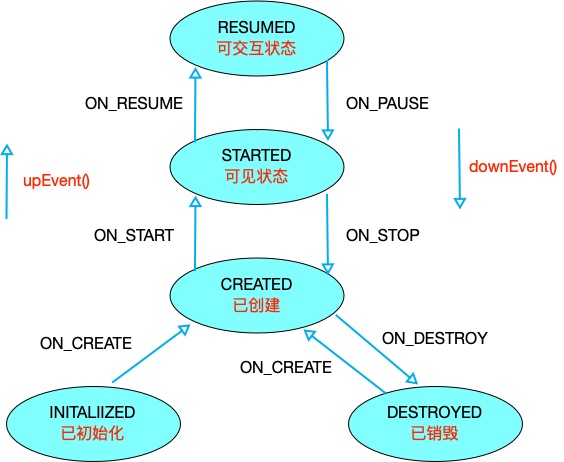 RESUMED
可交互状态
ON_RESUME
ON_PAUSE
STARTED
可见状态
upEvent()
downEvent()
ON_START
ON_STOP
CREATED
已创建
ON_CREATE
ON_DESTROY
ON_CREATE
INITALIIZED
已初始化
DESTROYED
已销毁